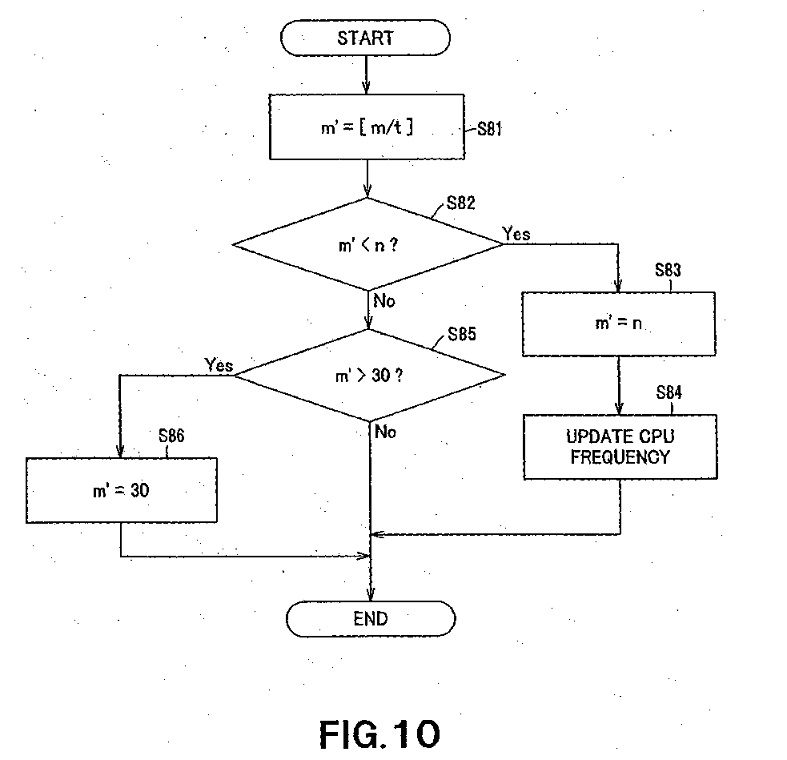 START
m' = [ m/t ]
S81
S82
m' < n ?
Yes
No
S83
m' = n
S85
Yes
m' > 30 ?
No
S84
UPDATE CPU
FREQUENCY
S86
m' = 30
END
FIG.10